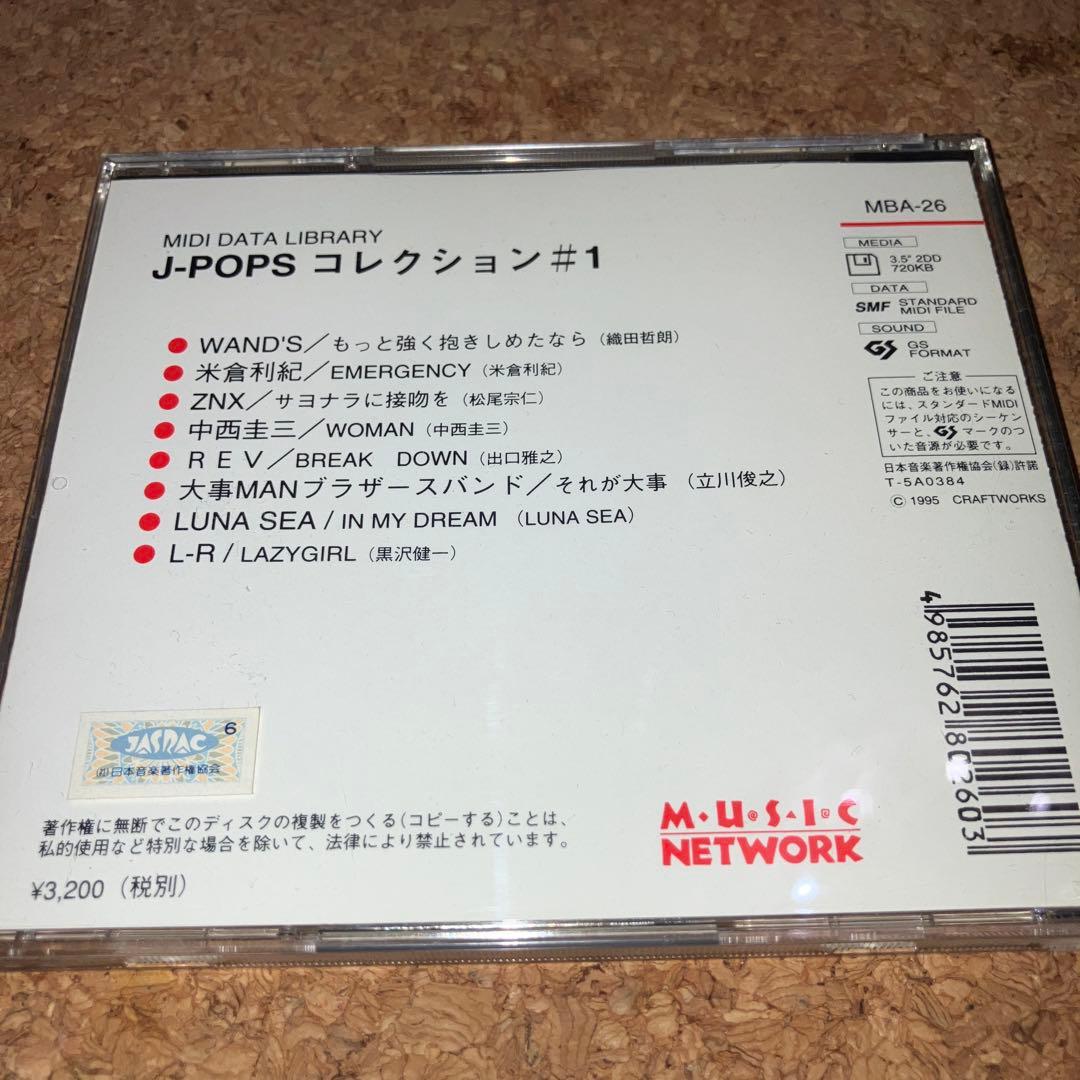 MIDI DATA LIBRARY
J-POPS コレクション#1
WAND'S/もっと強く抱きしめたなら(織田哲朗)
米倉利紀/EMERGENCY(米倉利紀)
ZNX/サヨナラに接吻を(松尾宗仁)
中西圭三/WOMAN(中西圭三)
REV/BREAK DOWN(出口雅之)
大事MANブラザースバンド/それが大事(立川俊之)
LUNA SEA/IN MY DREAM(LUNA SEA)
L-R/LAZYGIRL(黒沢健一)
MBA-26
MEDIA
3.5" 2DD
720KB
DATA
SMF STANDARD
MIDI FILE
SOUND
GS GS
FORMAT
ご注意
この商品をお使いになる
には、スタンダードMIDI
ファイル対応のシーケン
サーと、GSマークのつ
いた音源が必要です。
日本音楽著作権協会(録)許諾
T-5A0384
© 1995 CRAFTWORKS
4985762802603
6
JASRAC
(社)日本音楽著作権協会
著作権に無断でこのディスクの複製をつくる(コピーする)ことは、
私的使用など特別な場合を除いて、法律により禁止されています。
¥3,200(税別)
M・U・S・I・C
NETWORK